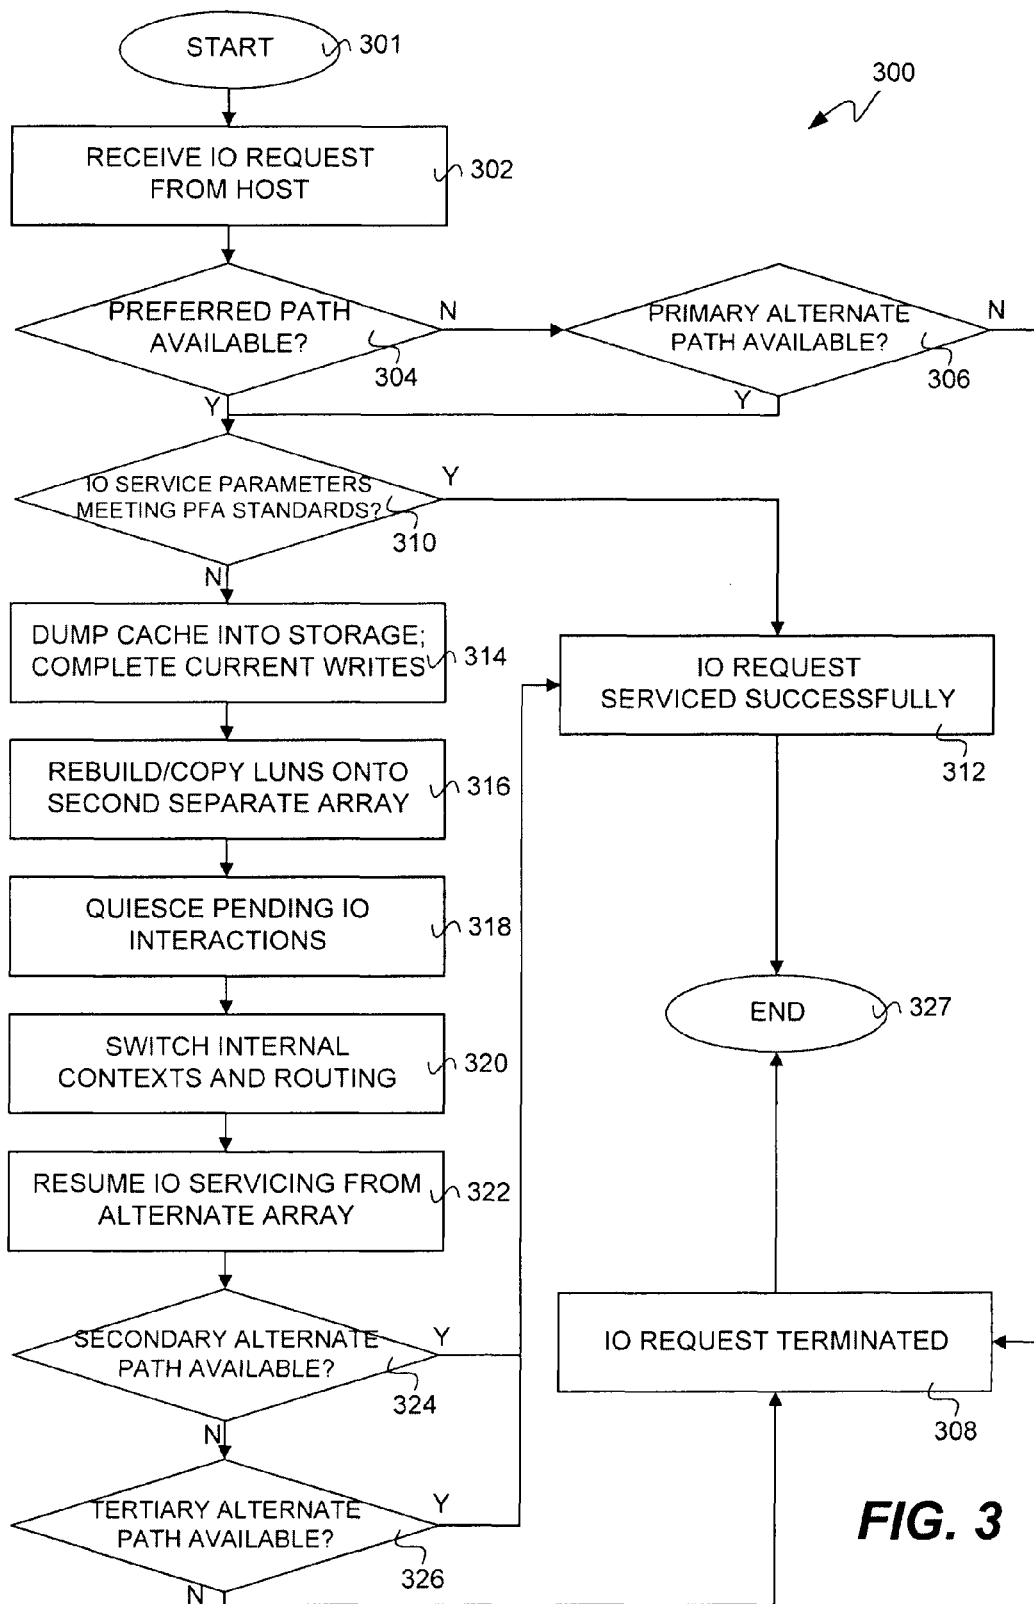 START
301
300
RECEIVE IO REQUEST
FROM HOST
302
PREFERRED PATH
AVAILABLE?
304
N
Y
PRIMARY ALTERNATE
PATH AVAILABLE?
306
N
Y
IO SERVICE PARAMETERS
MEETING PFA STANDARDS?
310
Y
N
DUMP CACHE INTO STORAGE;
COMPLETE CURRENT WRITES
314
IO REQUEST
SERVICED SUCCESSFULLY
312
REBUILD/COPY LUNS ONTO
SECOND SEPARATE ARRAY
316
QUIESCE PENDING IO
INTERACTIONS
318
END
327
SWITCH INTERNAL
CONTEXTS AND ROUTING
320
RESUME IO SERVICING FROM
ALTERNATE ARRAY
322
SECONDARY ALTERNATE
PATH AVAILABLE?
324
Y
N
IO REQUEST TERMINATED
308
TERTIARY ALTERNATE
PATH AVAILABLE?
326
Y
N
FIG. 3